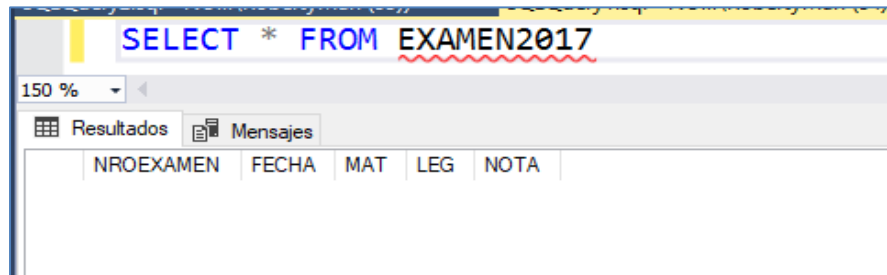 SELECT * FROM EXAMEN2017
150 %
Resultados Mensajes
NROEXAMEN FECHA MAT LEG NOTA